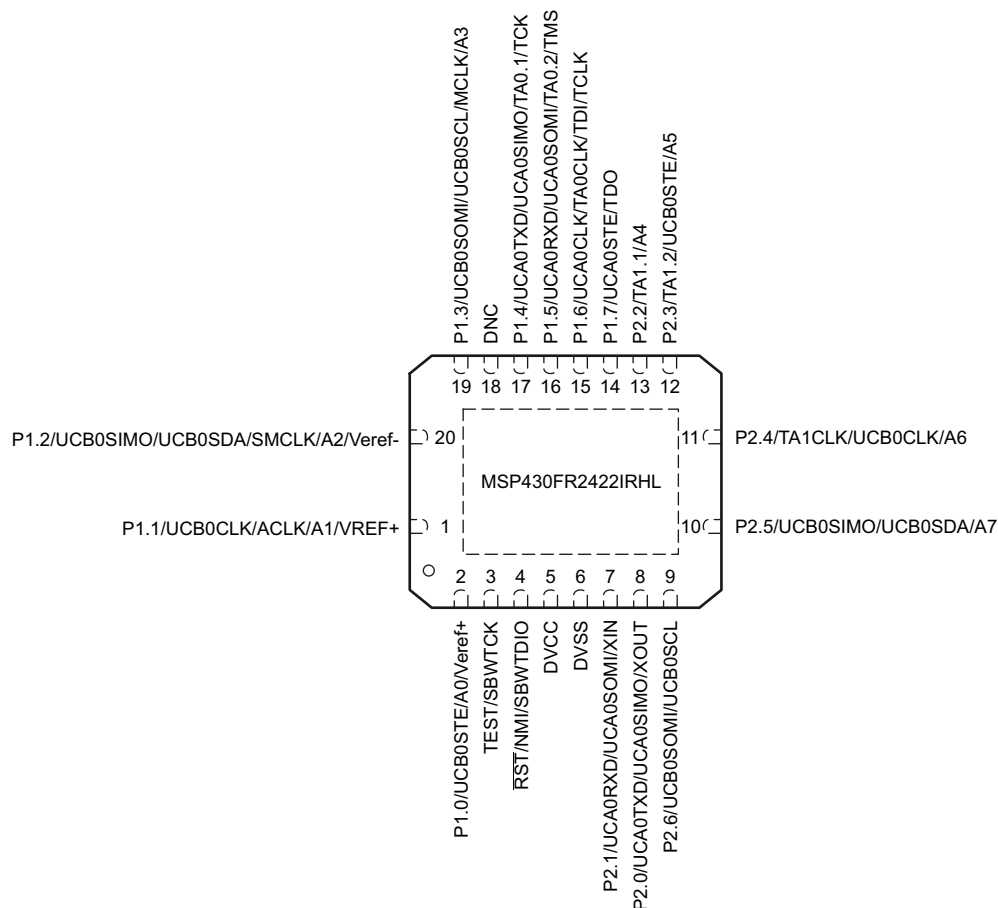 P1.3/UCB0SOMI/UCB0SCL/MCLK/A3
DNC
P1.4/UCA0TXD/UCA0SIMO/TA0.1/TCK
P1.5/UCA0RXD/UCA0SOMI/TA0.2/TMS
P1.6/UCA0CLK/TA0CLK/TDI/TCLK
P1.7/UCA0STE/TDO
P2.2/TA1.1/A4
P2.3/TA1.2/UCB0STE/A5
19 18 17 16 15 14 13 12
P1.2/UCB0SIMO/UCB0SDA/SMCLK/A2/Veref- 20
11 P2.4/TA1CLK/UCB0CLK/A6
MSP430FR2422IRHL
P1.1/UCB0CLK/ACLK/A1/VREF+ 1
10 P2.5/UCB0SIMO/UCB0SDA/A7
2 3 4 5 6 7 8 9
P1.0/UCB0STE/A0/Veref+
TEST/SBWTCK
RST/NMI/SBWTDIO
DVCC
DVSS
P2.1/UCA0RXD/UCA0SOMI/XIN
P2.0/UCA0TXD/UCA0SIMO/XOUT
P2.6/UCB0SOMI/UCB0SCL